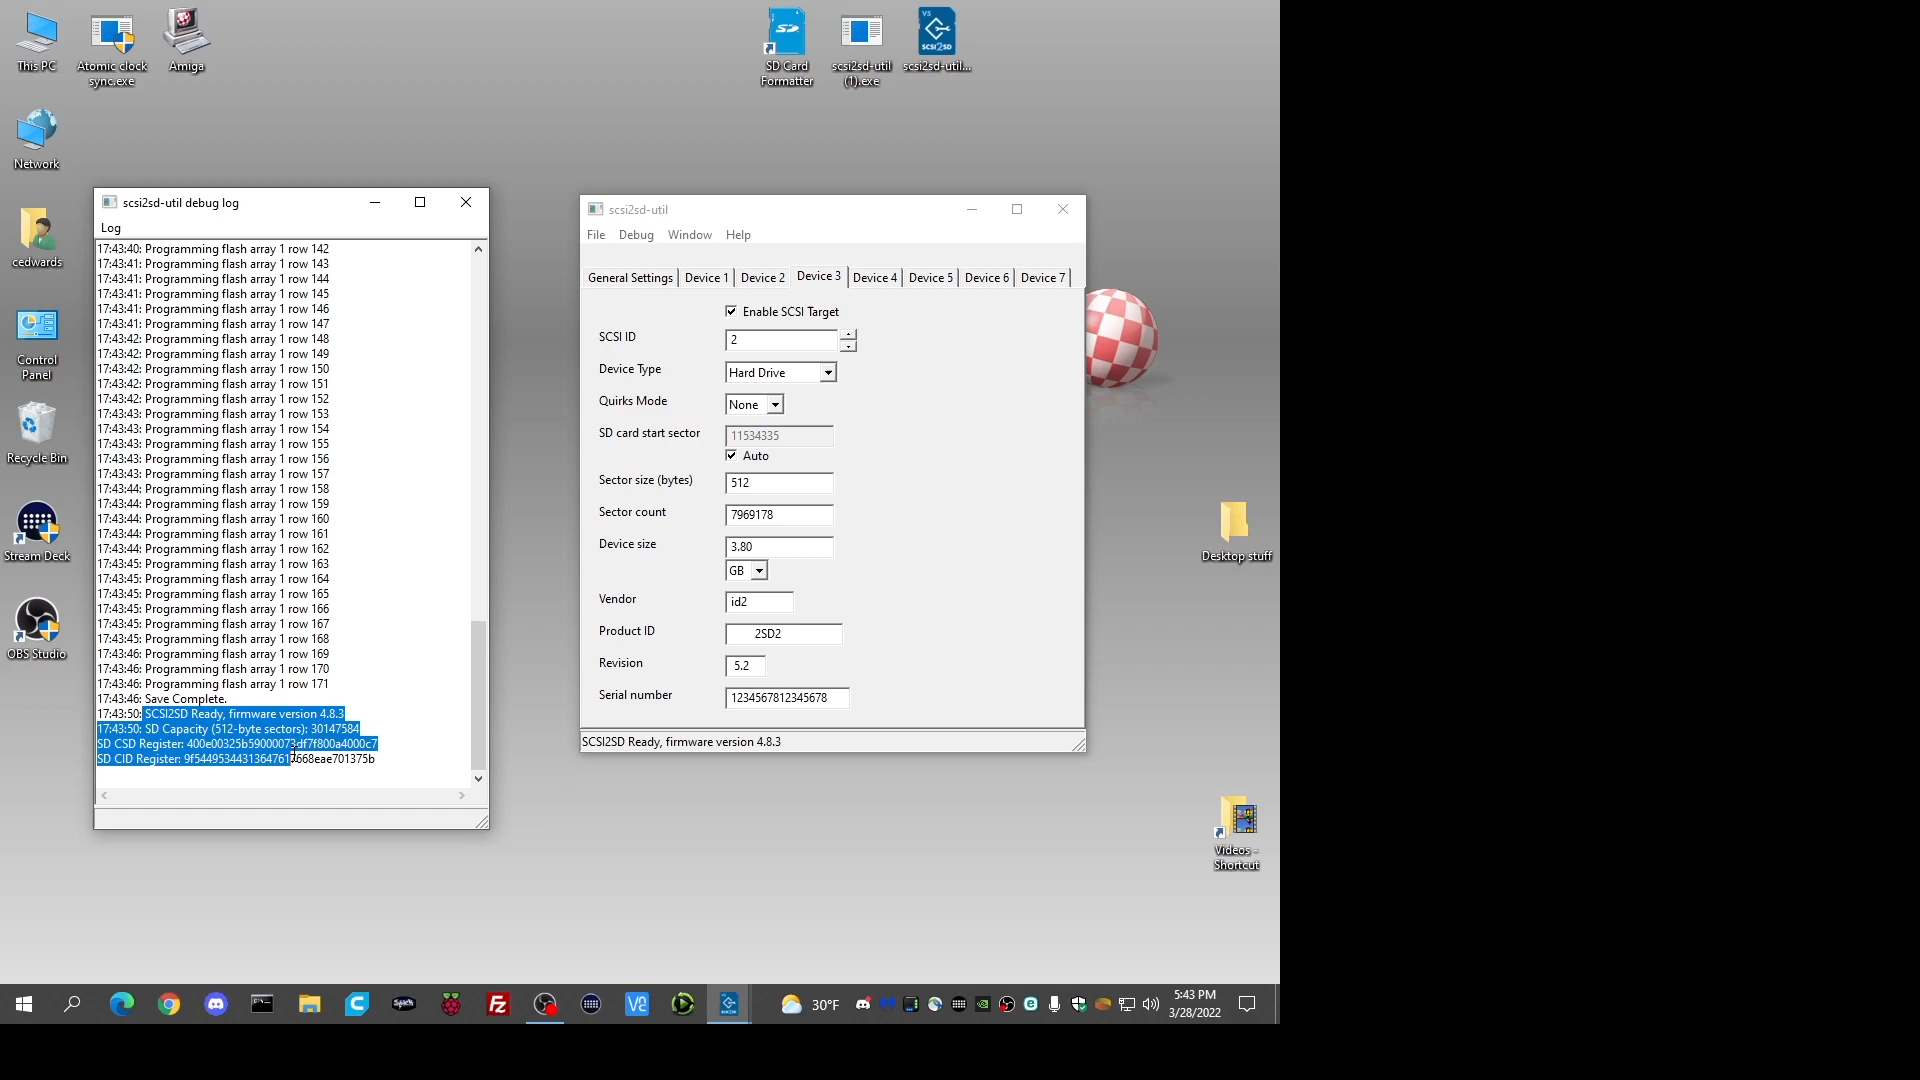 This PC
Atomic clock
sync.exe
Amiga
SD Card
Formatter
scsi2sd-util
(1).exe
V5
SCSI2SD
scsi2sd-util...
Network
cedwards
Control
Panel
Recycle Bin
Stream Deck
OBS Studio
Desktop stuff
Videos -
Shortcut
scsi2sd-util debug log
Log
17:43:40: Programming flash array 1 row 142
17:43:41: Programming flash array 1 row 143
17:43:41: Programming flash array 1 row 144
17:43:41: Programming flash array 1 row 145
17:43:41: Programming flash array 1 row 146
17:43:41: Programming flash array 1 row 147
17:43:42: Programming flash array 1 row 148
17:43:42: Programming flash array 1 row 149
17:43:42: Programming flash array 1 row 150
17:43:42: Programming flash array 1 row 151
17:43:42: Programming flash array 1 row 152
17:43:43: Programming flash array 1 row 153
17:43:43: Programming flash array 1 row 154
17:43:43: Programming flash array 1 row 155
17:43:43: Programming flash array 1 row 156
17:43:43: Programming flash array 1 row 157
17:43:44: Programming flash array 1 row 158
17:43:44: Programming flash array 1 row 159
17:43:44: Programming flash array 1 row 160
17:43:44: Programming flash array 1 row 161
17:43:44: Programming flash array 1 row 162
17:43:45: Programming flash array 1 row 163
17:43:45: Programming flash array 1 row 164
17:43:45: Programming flash array 1 row 165
17:43:45: Programming flash array 1 row 166
17:43:45: Programming flash array 1 row 167
17:43:45: Programming flash array 1 row 168
17:43:46: Programming flash array 1 row 169
17:43:46: Programming flash array 1 row 170
17:43:46: Programming flash array 1 row 171
17:43:46: Save Complete.
17:43:50: SCSI2SD Ready, firmware version 4.8.3
17:43:50: SD Capacity (512-byte sectors): 30147584
SD CSD Register: 400e00325b59000073df7f800a4000c7
SD CID Register:
scsi2sd-util
File Debug Window Help
General Settings Device 1 Device 2 Device 3 Device 4 Device 5 Device 6 Device 7
Enable SCSI Target
SCSI ID 2
Device Type Hard Drive
Quirks Mode None
SD card start sector 11534335
Auto
Sector size (bytes) 512
Sector count 7969178
Device size 3.80
GB
Vendor id2
Product ID 2SD2
Revision 5.2
Serial number 1234567812345678
SCSI2SD Ready, firmware version 4.8.3
30°F
5:43 PM
3/28/2022